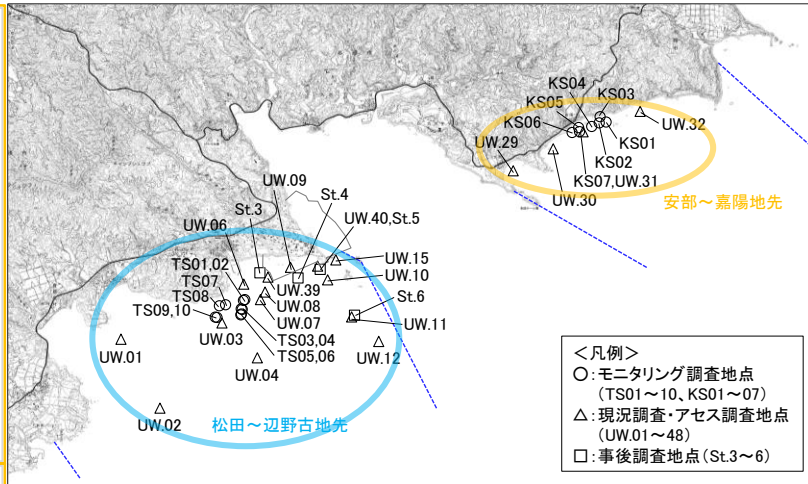 KS04
KS03
KS05
KS06
UW.32
KS01
UW.29
KS02
KS07,UW.31
UW.30
安部～嘉陽地先
UW.09
St.4
St.3
UW.40,St.5
UW.06
UW.15
TS01,02
UW.10
TS07
UW.39
TS08
UW.08
St.6
TS09,10
UW.07
UW.11
UW.03
TS03,04
UW.01
TS05,06
UW.12
UW.04
UW.02
松田～辺野古地先
＜凡例＞
○:モニタリング調査地点
(TS01～10、KS01～07)
△:現況調査・アセス調査地点
(UW.01～48)
□:事後調査地点(St.3～6)